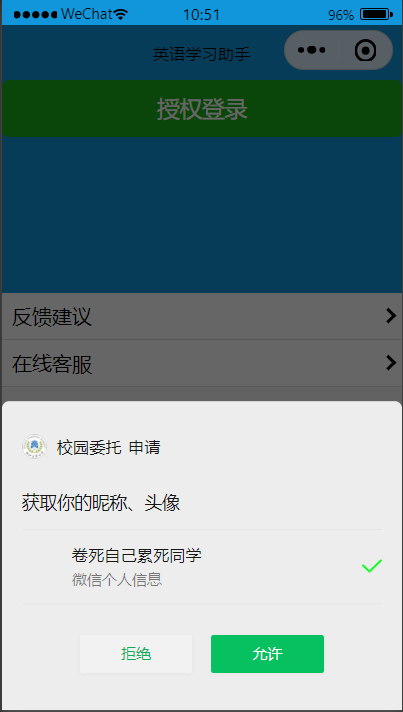 WeChat 10:51 96%
英语学习助手
授权登录
反馈建议
在线客服
校园委托 申请
获取你的昵称、头像
卷死自己累死同学
微信个人信息
拒绝 允许